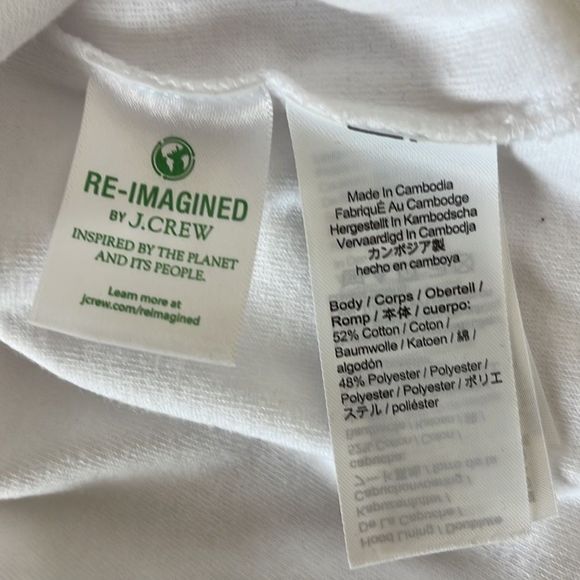 RE-IMAGINED
BY J.CREW
INSPIRED BY THE PLANET
AND ITS PEOPLE.
Learn more at
jcrew.com/reimagined
Made In Cambodia
FabriquÉ Au Cambodge
Hergestellt In Kambodscha
Vervaardigd In Cambodja
カンボジア製
hecho en camboya
Body / Corps / Obertell /
Romp / 本体 / cuerpo:
52% Cotton / Coton /
Baumwolle / Katoen / 綿 /
algodón
48% Polyester / Polyester /
Polyester / Polyester / ポリエ
ステル / poliéster